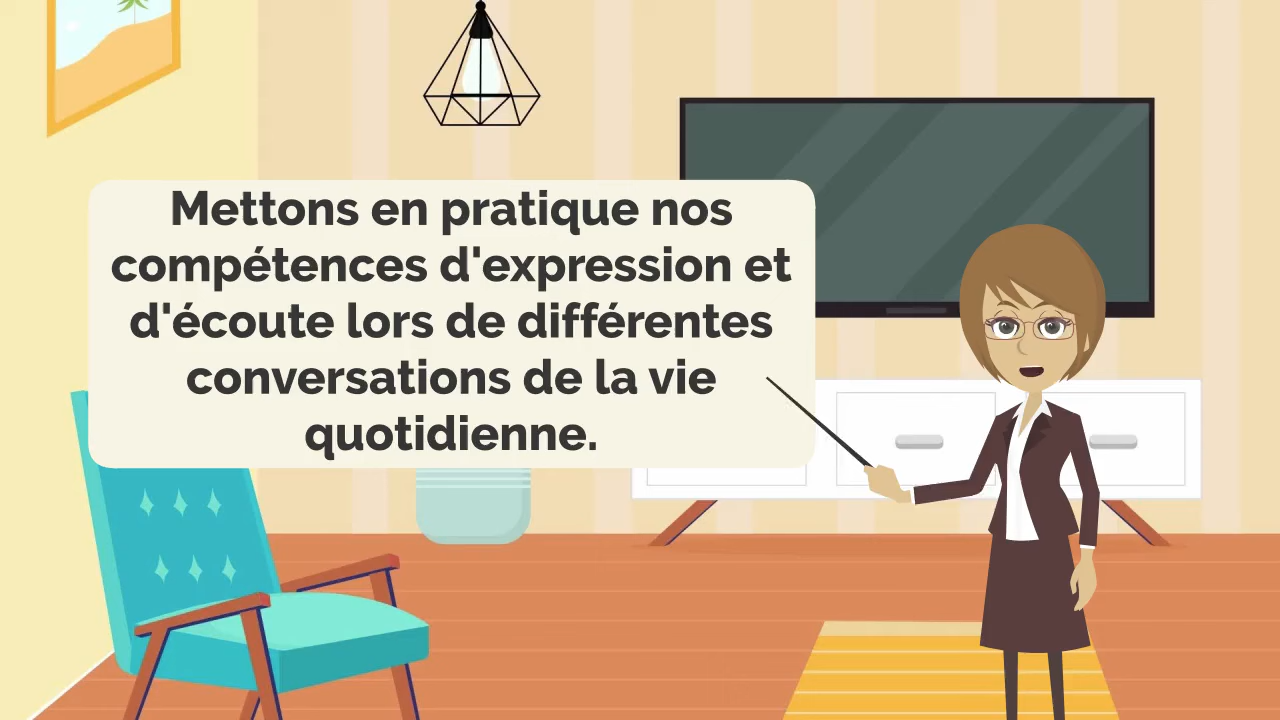 Mettons en pratique nos
compétences d'expression et
d'écoute lors de différentes
conversations de la vie
quotidienne.